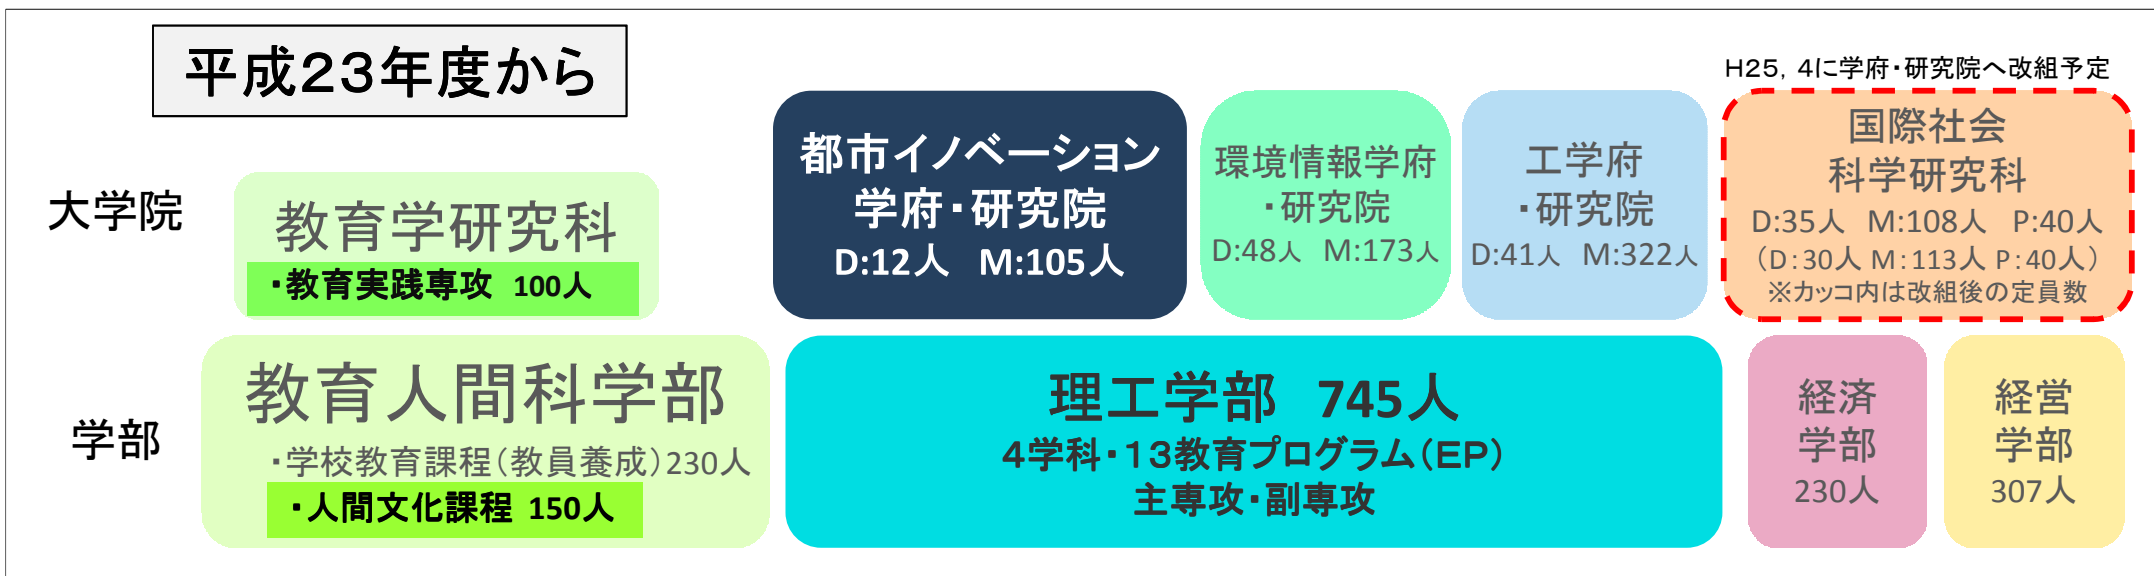 平成23年度から
H25，4に学府・研究院へ改組予定
大学院
教育学研究科
・教育実践専攻 100人
都市イノベーション
学府・研究院
D:12人 M:105人
環境情報学府
・研究院
D:48人 M:173人
工学府
・研究院
D:41人 M:322人
国際社会
科学研究科
D:35人 M:108人 P:40人
（D：30人 M：113人 P：40人）
※カッコ内は改組後の定員数
学部
教育人間科学部
・学校教育課程（教員養成）230人
・人間文化課程 150人
理工学部 745人
4学科・13教育プログラム（EP）
主専攻・副専攻
経済
学部
230人
経営
学部
307人